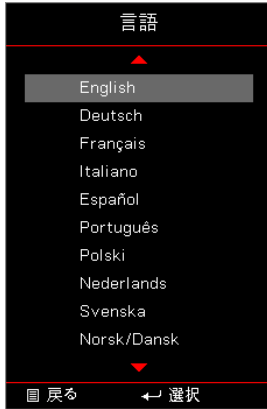 言語
English
Deutsch
Français
Italiano
Español
Português
Polski
Nederlands
Svenska
Norsk/Dansk
戻る 選択